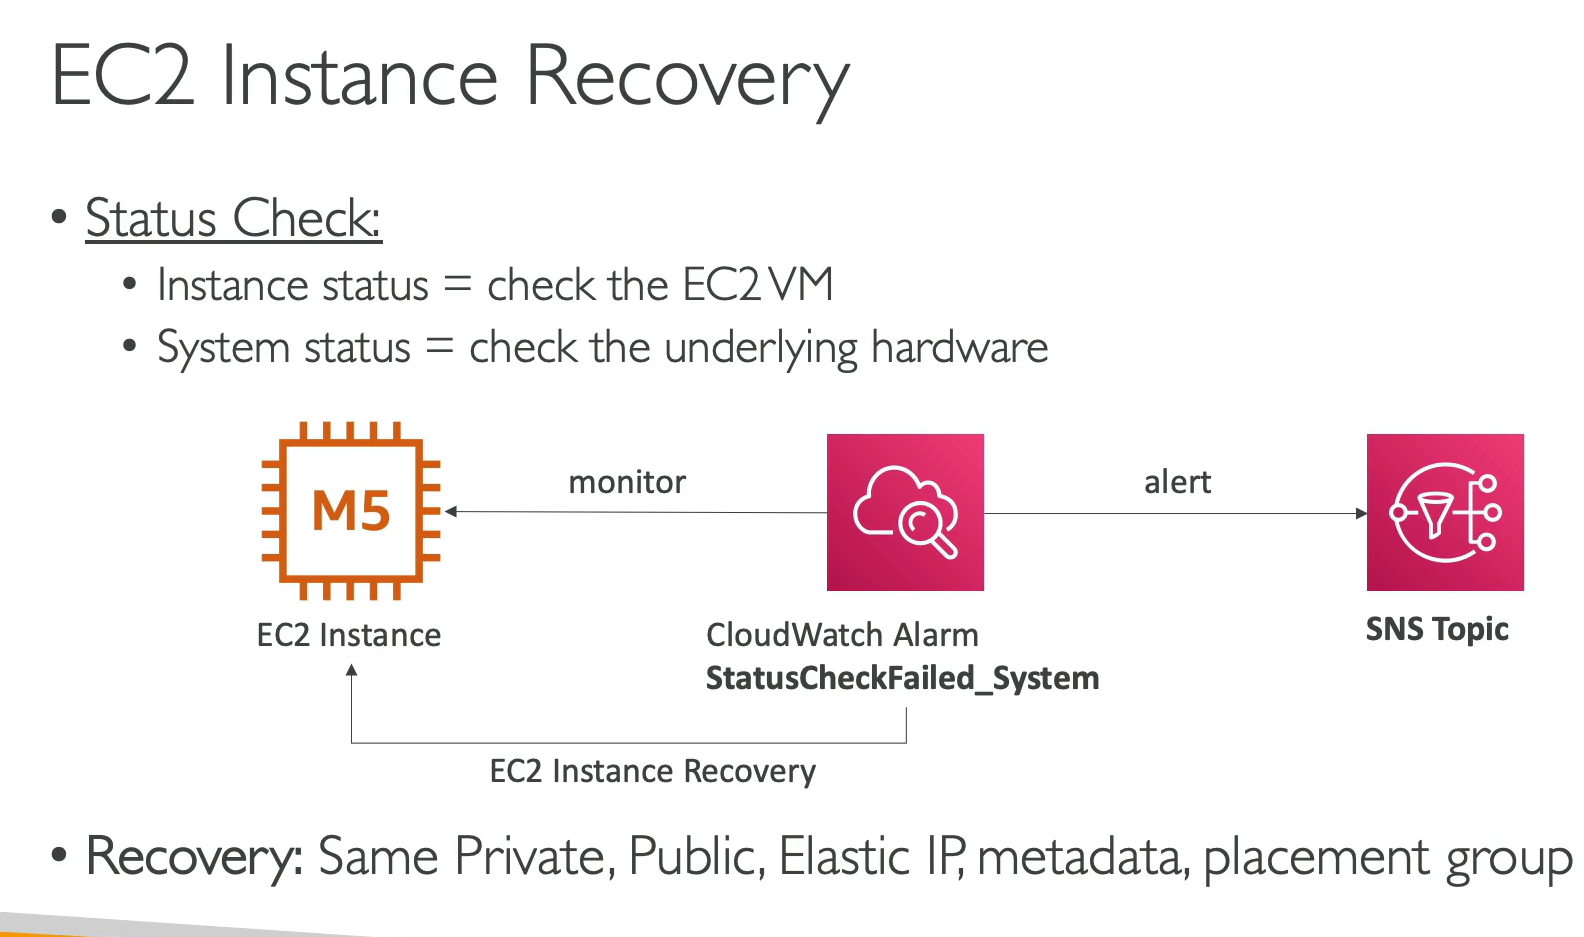 EC2 Instance Recovery
• Status Check:
• Instance status = check the EC2 VM
• System status = check the underlying hardware
M5
monitor
alert
EC2 Instance
CloudWatch Alarm
StatusCheckFailed_System
SNS Topic
EC2 Instance Recovery
• Recovery: Same Private, Public, Elastic IP, metadata, placement group